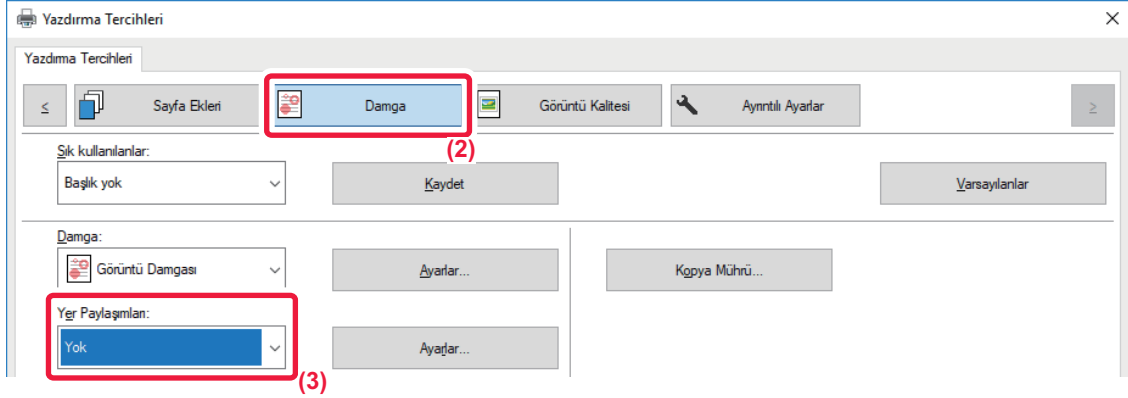 Yazdırma Tercihleri
Yazdırma Tercihleri
< Sayfa Ekleri Damga Görüntü Kalitesi Ayrıntılı Ayarlar >
(2)
Sık kullanılanlar:
Başlık yok Kaydet Varsayılanlar
Damga:
Görüntü Damgası Ayarlar... Kopya Mührü...
Yer Paylaşımları:
Yok Ayarlar...
(3)